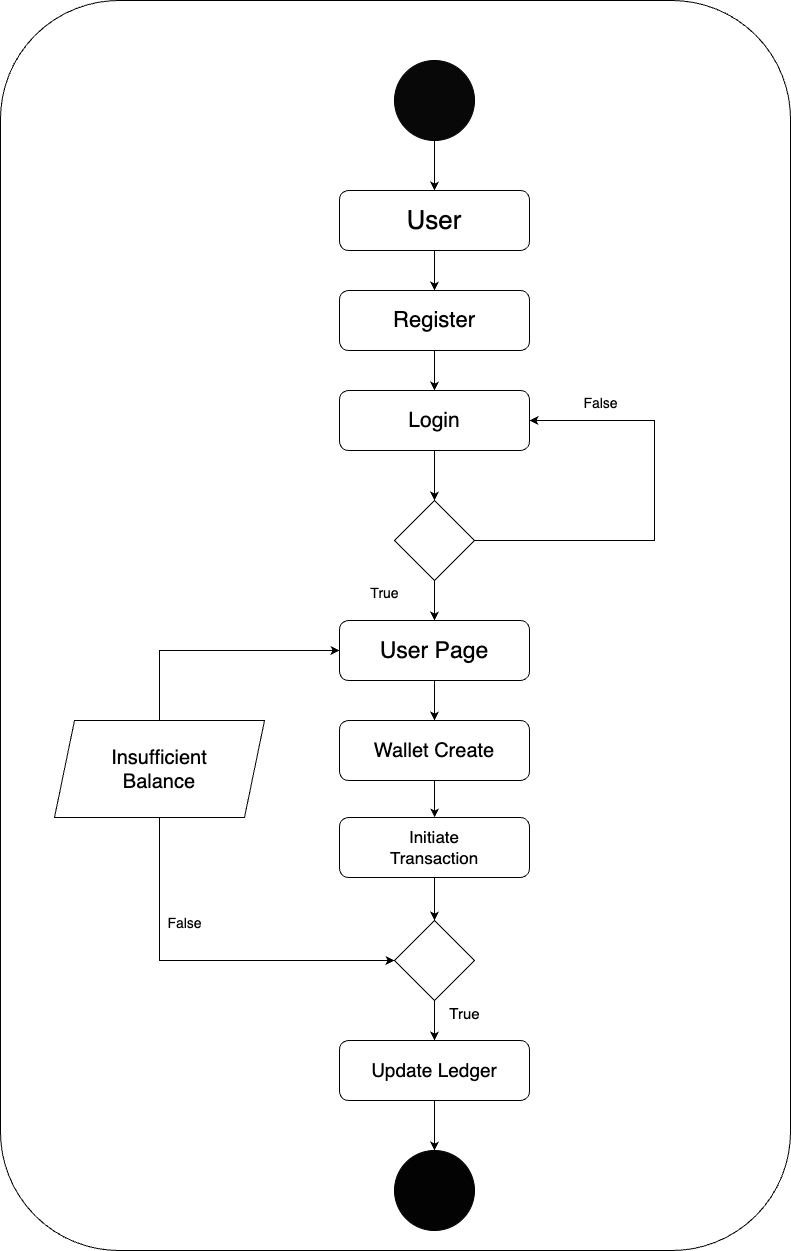 User
Register
Login
False
True
User Page
Insufficient
Balance
Wallet Create
Initiate
Transaction
False
True
Update Ledger